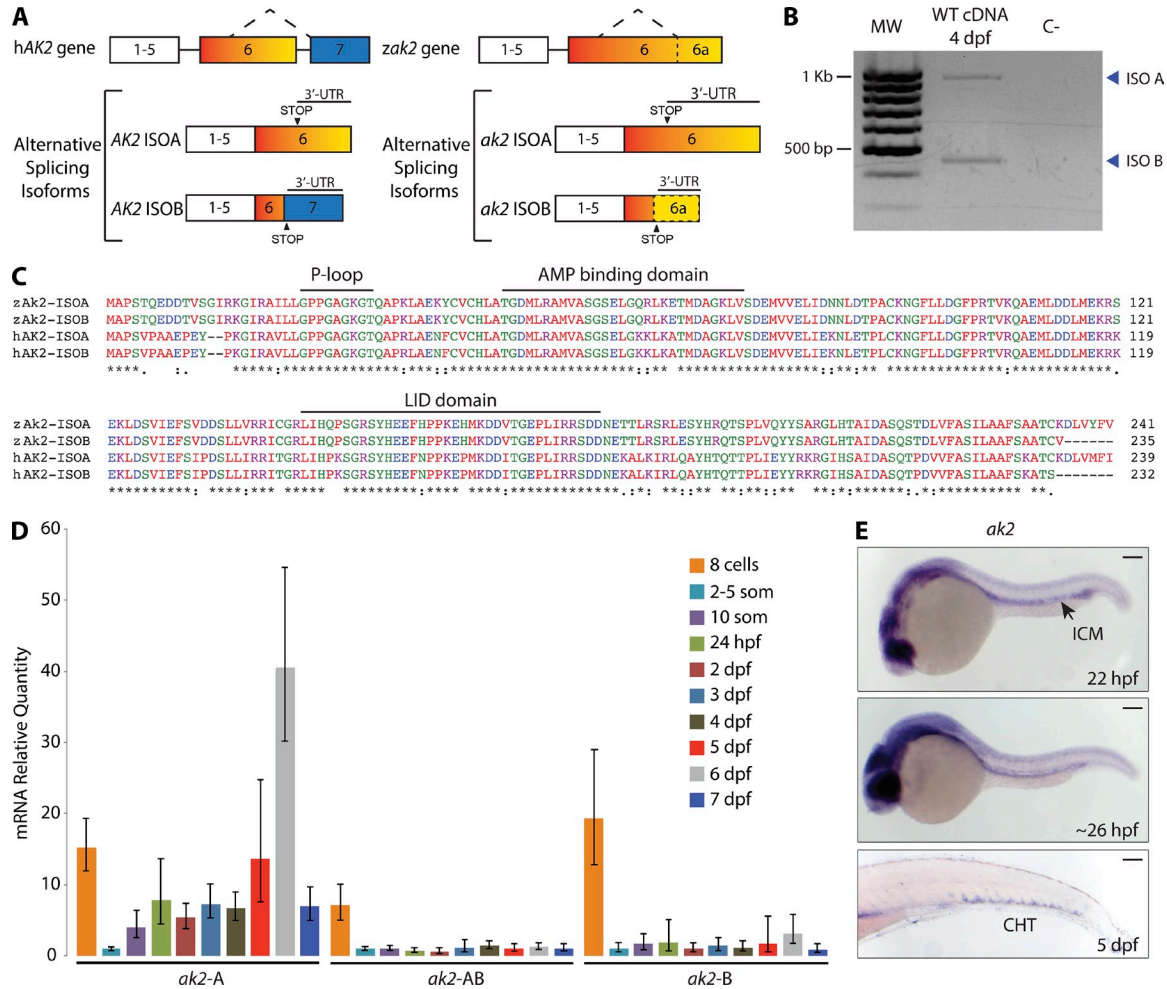 A
hAK2 gene
1-5
6
7
zak2 gene
1-5
6
6a
Alternative
Splicing
Isoforms
AK2 ISOA
1-5
6
STOP
3′-UTR
AK2 ISOB
1-5
6
7
3′-UTR
STOP
Alternative
Splicing
Isoforms
ak2 ISOA
1-5
6
STOP
3′-UTR
ak2 ISOB
1-5
6a
3′-UTR
STOP
B
MW
WT cDNA
4 dpf
C-
1 Kb
500 bp
ISO A
ISO B
C
P-loop
AMP binding domain
zAk2-ISOA MAPSTQEDDTVSGIRKGIRAILLGPPGAGKGTQAPKLAEKYCVCHLATGDMLRAMVASGSELGQRLKETMDAGKLVSDEMVVELIDNNLDTPACKNGFLLDGFPRTVKQAEMLDDLMEKRS 121
zAk2-ISOB MAPSTQEDDTVSGIRKGIRAILLGPPGAGKGTQAPKLAEKYCVCHLATGDMLRAMVASGSELGQRLKETMDAGKLVSDEMVVELIDNNLDTPACKNGFLLDGFPRTVKQAEMLDDLMEKRS 121
hAK2-ISOA MAPSVPAAEPEY--PKGIRAVLLGPPGAGKGTQAPRLAENFCVCHLATGDMLRAMVASGSELGKKLKATMDAGKLVSDEMVVELIEKNLETPLCKNGFLLDGFPRTVRQAEMLDDLMEKRK 119
hAK2-ISOB MAPSVPAAEPEY--PKGIRAVLLGPPGAGKGTQAPRLAENFCVCHLATGDMLRAMVASGSELGKKLKATMDAGKLVSDEMVVELIEKNLETPLCKNGFLLDGFPRTVRQAEMLDDLMEKRK 119
LID domain
zAk2-ISOA EKLDSVIEFSVDDSLLVRRICGRLIHQPSGRSYHEEFHPPKEHMKDDVTGEPLIRRSDDNETTLRSRLESYHRQTSPLVQYYSARGLHTAIDASQSTDLVFASILAAFSAATCKDLVYFV 241
zAk2-ISOB EKLDSVIEFSVDDSLLVRRICGRLIHQPSGRSYHEEFHPPKEHMKDDVTGEPLIRRSDDNETTLRSRLESYHRQTSPLVQYYSARGLHTAIDASQSTDLVFASILAAFSAATCV------ 235
hAK2-ISOA EKLDSVIEFSIPDSLLIRRITGRLIHPKSGRSYHEEFNPPKEPMKDDITGEPLIRRSDDNEKALKIRLQAYHTQTTPLIEYYRKRGIHSAIDASQTPDVVFASILAAFSKATCKDLVMFI 239
hAK2-ISOB EKLDSVIEFSIPDSLLIRRITGRLIHPKSGRSYHEEFNPPKEPMKDDITGEPLIRRSDDNEKALKIRLQAYHTQTTPLIEYYRKRGIHSAIDASQTPDVVFASILAAFSKATS------- 232
D
mRNA Relative Quantity
60
50
40
30
20
10
0
8 cells
2-5 som
10 som
24 hpf
2 dpf
3 dpf
4 dpf
5 dpf
6 dpf
7 dpf
ak2-A
ak2-AB
ak2-B
E
ak2
ICM
22 hpf
~26 hpf
CHT
5 dpf